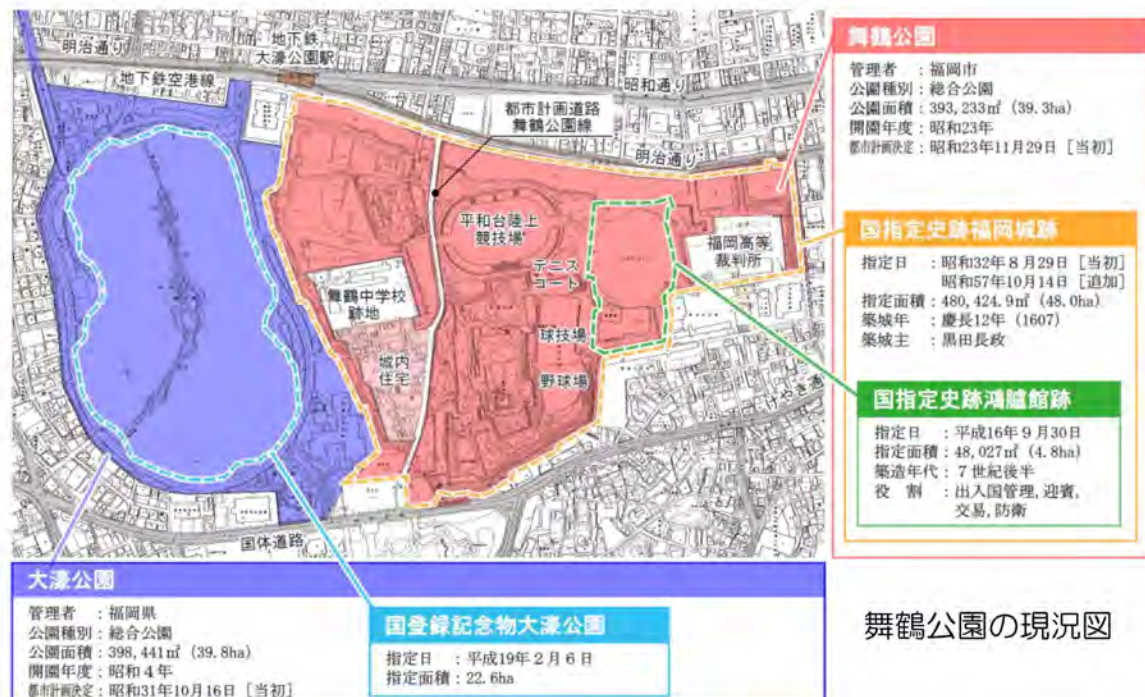 明治通り
地下鉄
大濠公園駅
地下鉄空港線
昭和通り
都市計画道路
舞鶴公園線
明治通り
平和台陸上
競技場
テニス
コート
福岡高等
裁判所
舞鶴中学校
跡地
城内
住宅
球技場
野球場
けやき通
国体道路
舞鶴公園
管理者 :福岡市
公園種別:総合公園
公園面積:393,233㎡ (39.3ha)
開園年度:昭和23年
都市計画決定:昭和23年11月29日 [当初]
国指定史跡福岡城跡
指定日 :昭和32年8月29日 [当初]
昭和57年10月14日 [追加]
指定面積:480,424.9㎡ (48.0ha)
築城年 :慶長12年 (1607)
築城主 :黒田長政
国指定史跡鴻臚館跡
指定日 :平成16年9月30日
指定面積:48,027㎡ (4.8ha)
築造年代:7世紀後半
役 割 :出入国管理, 迎賓,
交易, 防衛
大濠公園
管理者 :福岡県
公園種別:総合公園
公園面積:398,441㎡ (39.8ha)
開園年度:昭和4年
都市計画決定:昭和31年10月16日 [当初]
国登録記念物大濠公園
指定日 :平成19年2月6日
指定面積:22.6ha
舞鶴公園の現況図